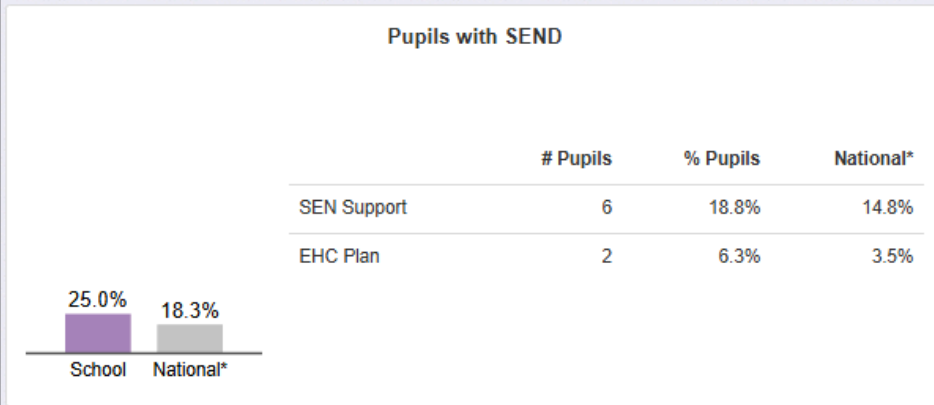 Pupils with SEND
# Pupils % Pupils National*
SEN Support 6 18.8% 14.8%
EHC Plan 2 6.3% 3.5%
25.0% 18.3%
School National*